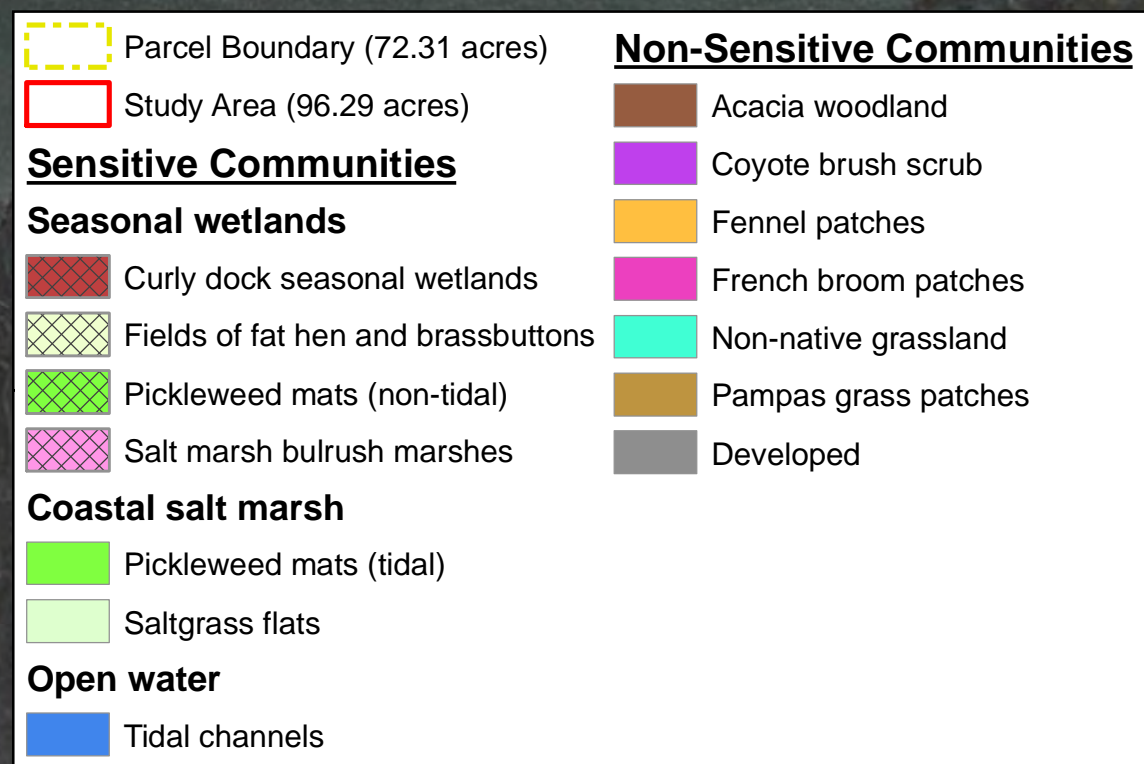 Parcel Boundary (72.31 acres)
Study Area (96.29 acres)
Sensitive Communities
Seasonal wetlands
Curly dock seasonal wetlands
Fields of fat hen and brassbuttons
Pickleweed mats (non-tidal)
Salt marsh bulrush marshes
Coastal salt marsh
Pickleweed mats (tidal)
Saltgrass flats
Open water
Tidal channels
Non-Sensitive Communities
Acacia woodland
Coyote brush scrub
Fennel patches
French broom patches
Non-native grassland
Pampas grass patches
Developed